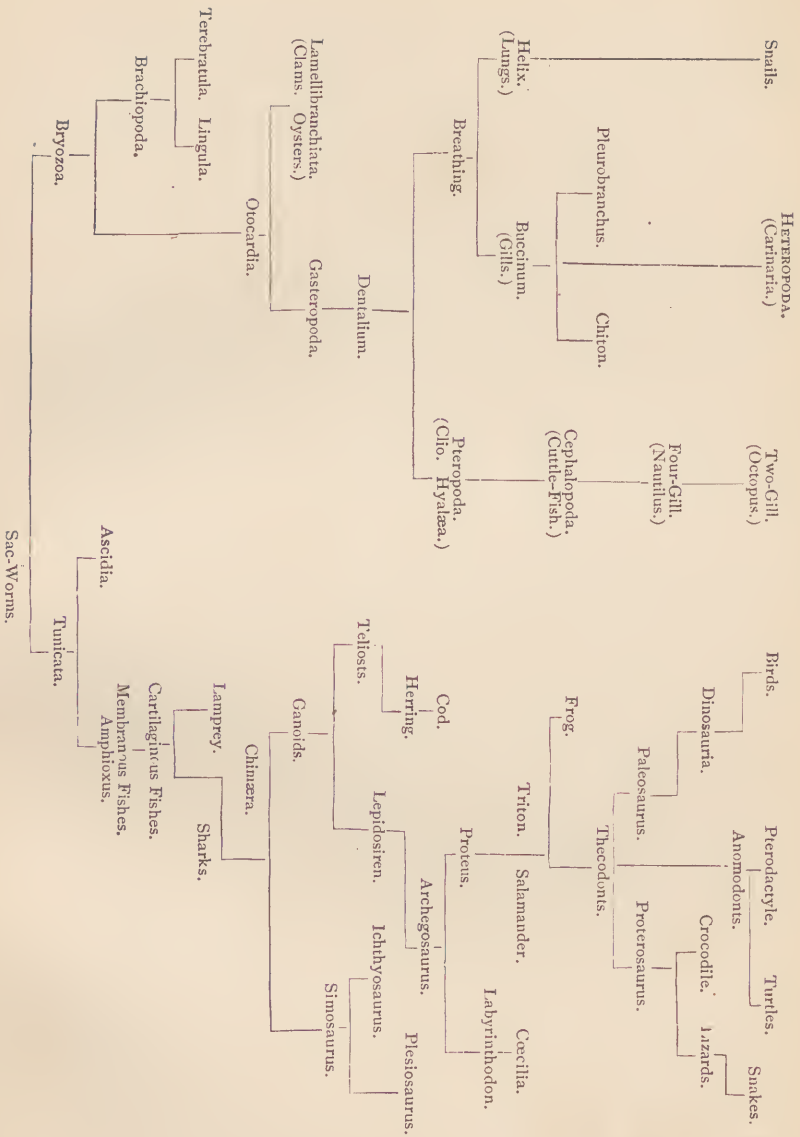 Snails.
HETEROPODA.
(Carinaria.)
Two-Gill.
(Octopus.)
Birds.
Pterodactyle.
Turtles.
Snakes.
Four-Gill.
(Nautilus.)
Dinosauria.
Anomodonts.
Crocodile.
Lizards.
Pleurobranchus.
Chiton.
Paleosaurus.
Proterosaurus.
Cephalopoda.
(Cuttle-Fish.)
Frog.
Thecodonts.
Helix.
(Lungs.)
Buccinum.
(Gills.)
Triton.
Salamander.
Cœcilia.
Breathing.
Pteropoda.
(Clio. Hyalæa.)
Cod.
Herring.
Proteus.
Labyrinthodon.
Dentalium.
Teliosts.
Lepidosiren.
Archegosaurus.
Ichthyosaurus.
Plesiosaurus.
Lamellibranchiata.
(Clams. Oysters.)
Gasteropoda.
Ganoids.
Simosaurus.
Otocardia.
Chimæra.
Terebratula.
Lingula.
Lamprey.
Sharks.
Brachiopoda.
Cartilaginous Fishes.
Membranous Fishes.
Ascidia.
Amphioxus.
Bryozoa.
Tunicata.
Sac-Worms.